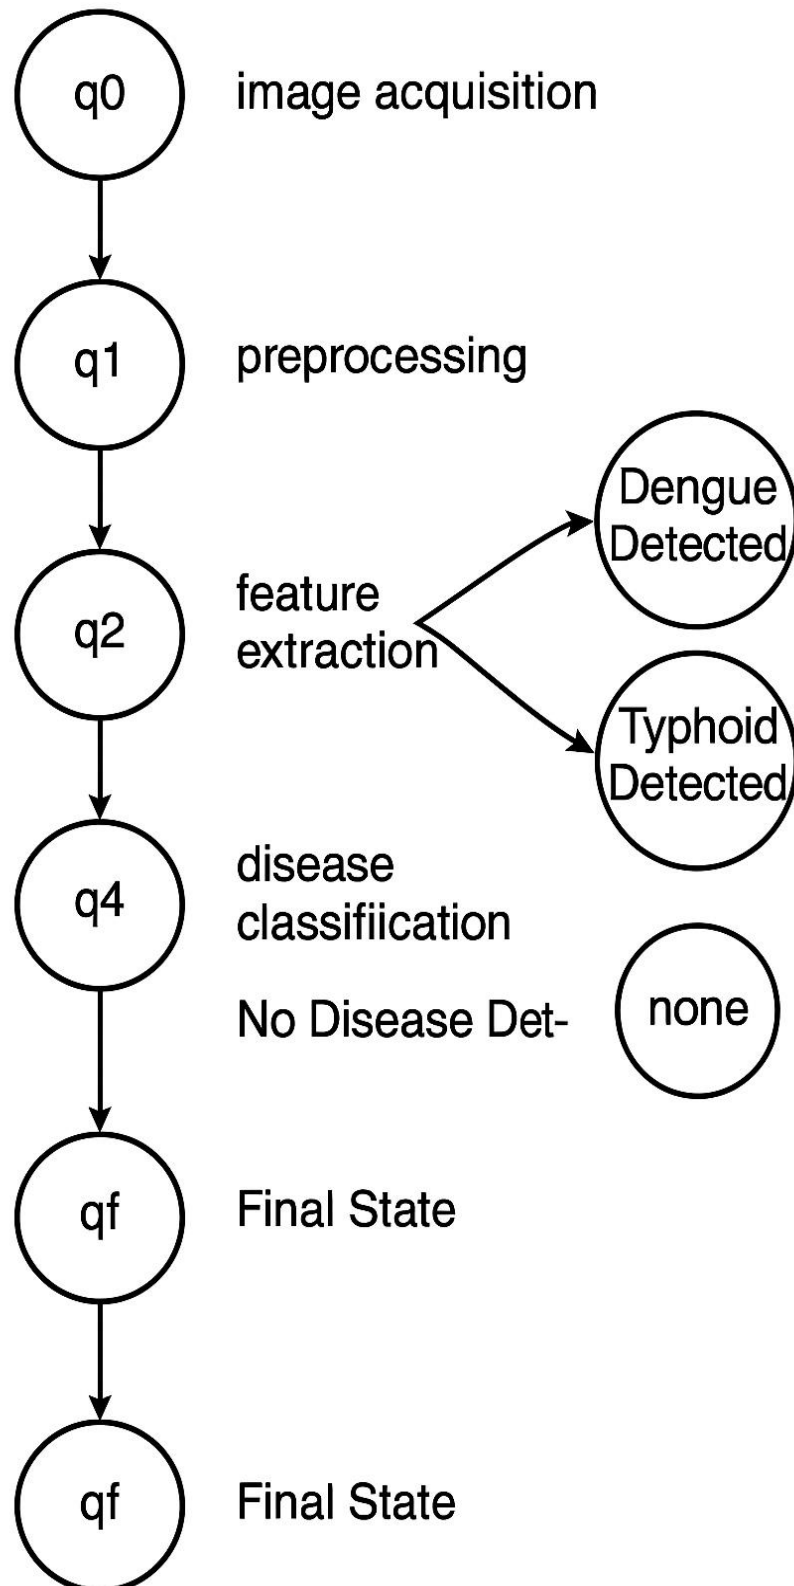 q0
image acquisition
q1
preprocessing
Dengue
Detected
q2
feature
extraction
Typhoid
Detected
q4
disease
classifiication
No Disease Det-
none
qf
Final State
qf
Final State